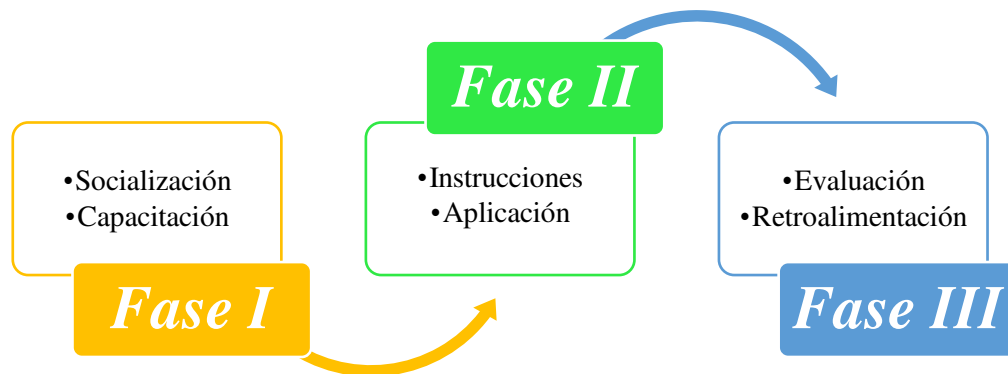 •Socialización
•Capacitación
Fase I
Fase II
•Instrucciones
•Aplicación
•Evaluación
•Retroalimentación
Fase III